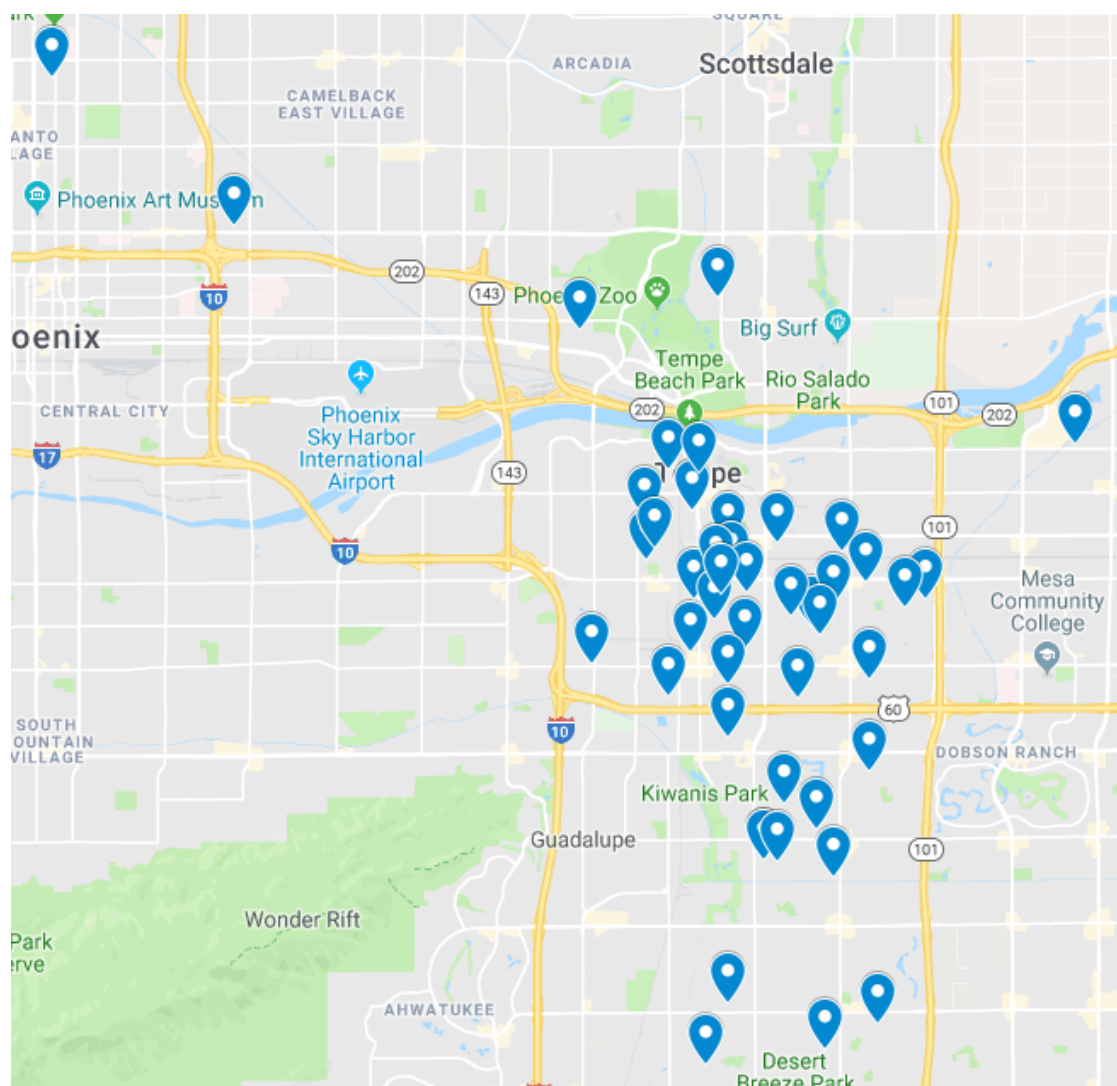 SQUARE
ARCADIA
Scottsdale
CAMELBACK
EAST VILLAGE
ANTO
LAGE
Phoenix Art Mus m
202
143
10
Phoe Zoo
Big Surf
oenix
Tempe
Beach Park
Rio Salado
Park
CENTRAL CITY
Phoenix
Sky Harbor
International
Airport
202
101
202
17
143
pe
10
101
Mesa
Community
College
60
10
SOUTH
OUNTAIN
VILLAGE
DOBSON RANCH
Kiwanis Park
Guadalupe
101
Wonder Rift
Park
erve
AHWATUKEE
Desert
Breeze Park